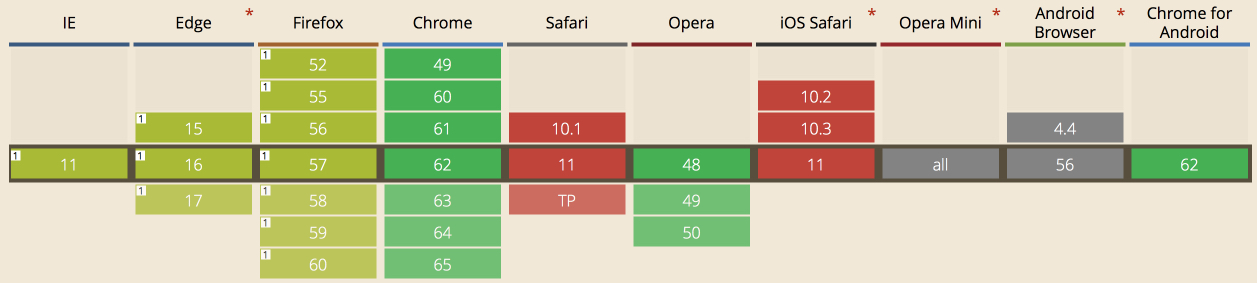 IE Edge * Firefox Chrome Safari Opera iOS Safari * Opera Mini * Android Browser * Chrome for Android
1 52 49
1 55 60 10.2
1 15 1 56 61 10.1 10.3 4.4
1 11 1 16 1 57 62 11 48 11 all 56 62
1 17 1 58 63 TP 49
1 59 64 50
1 60 65